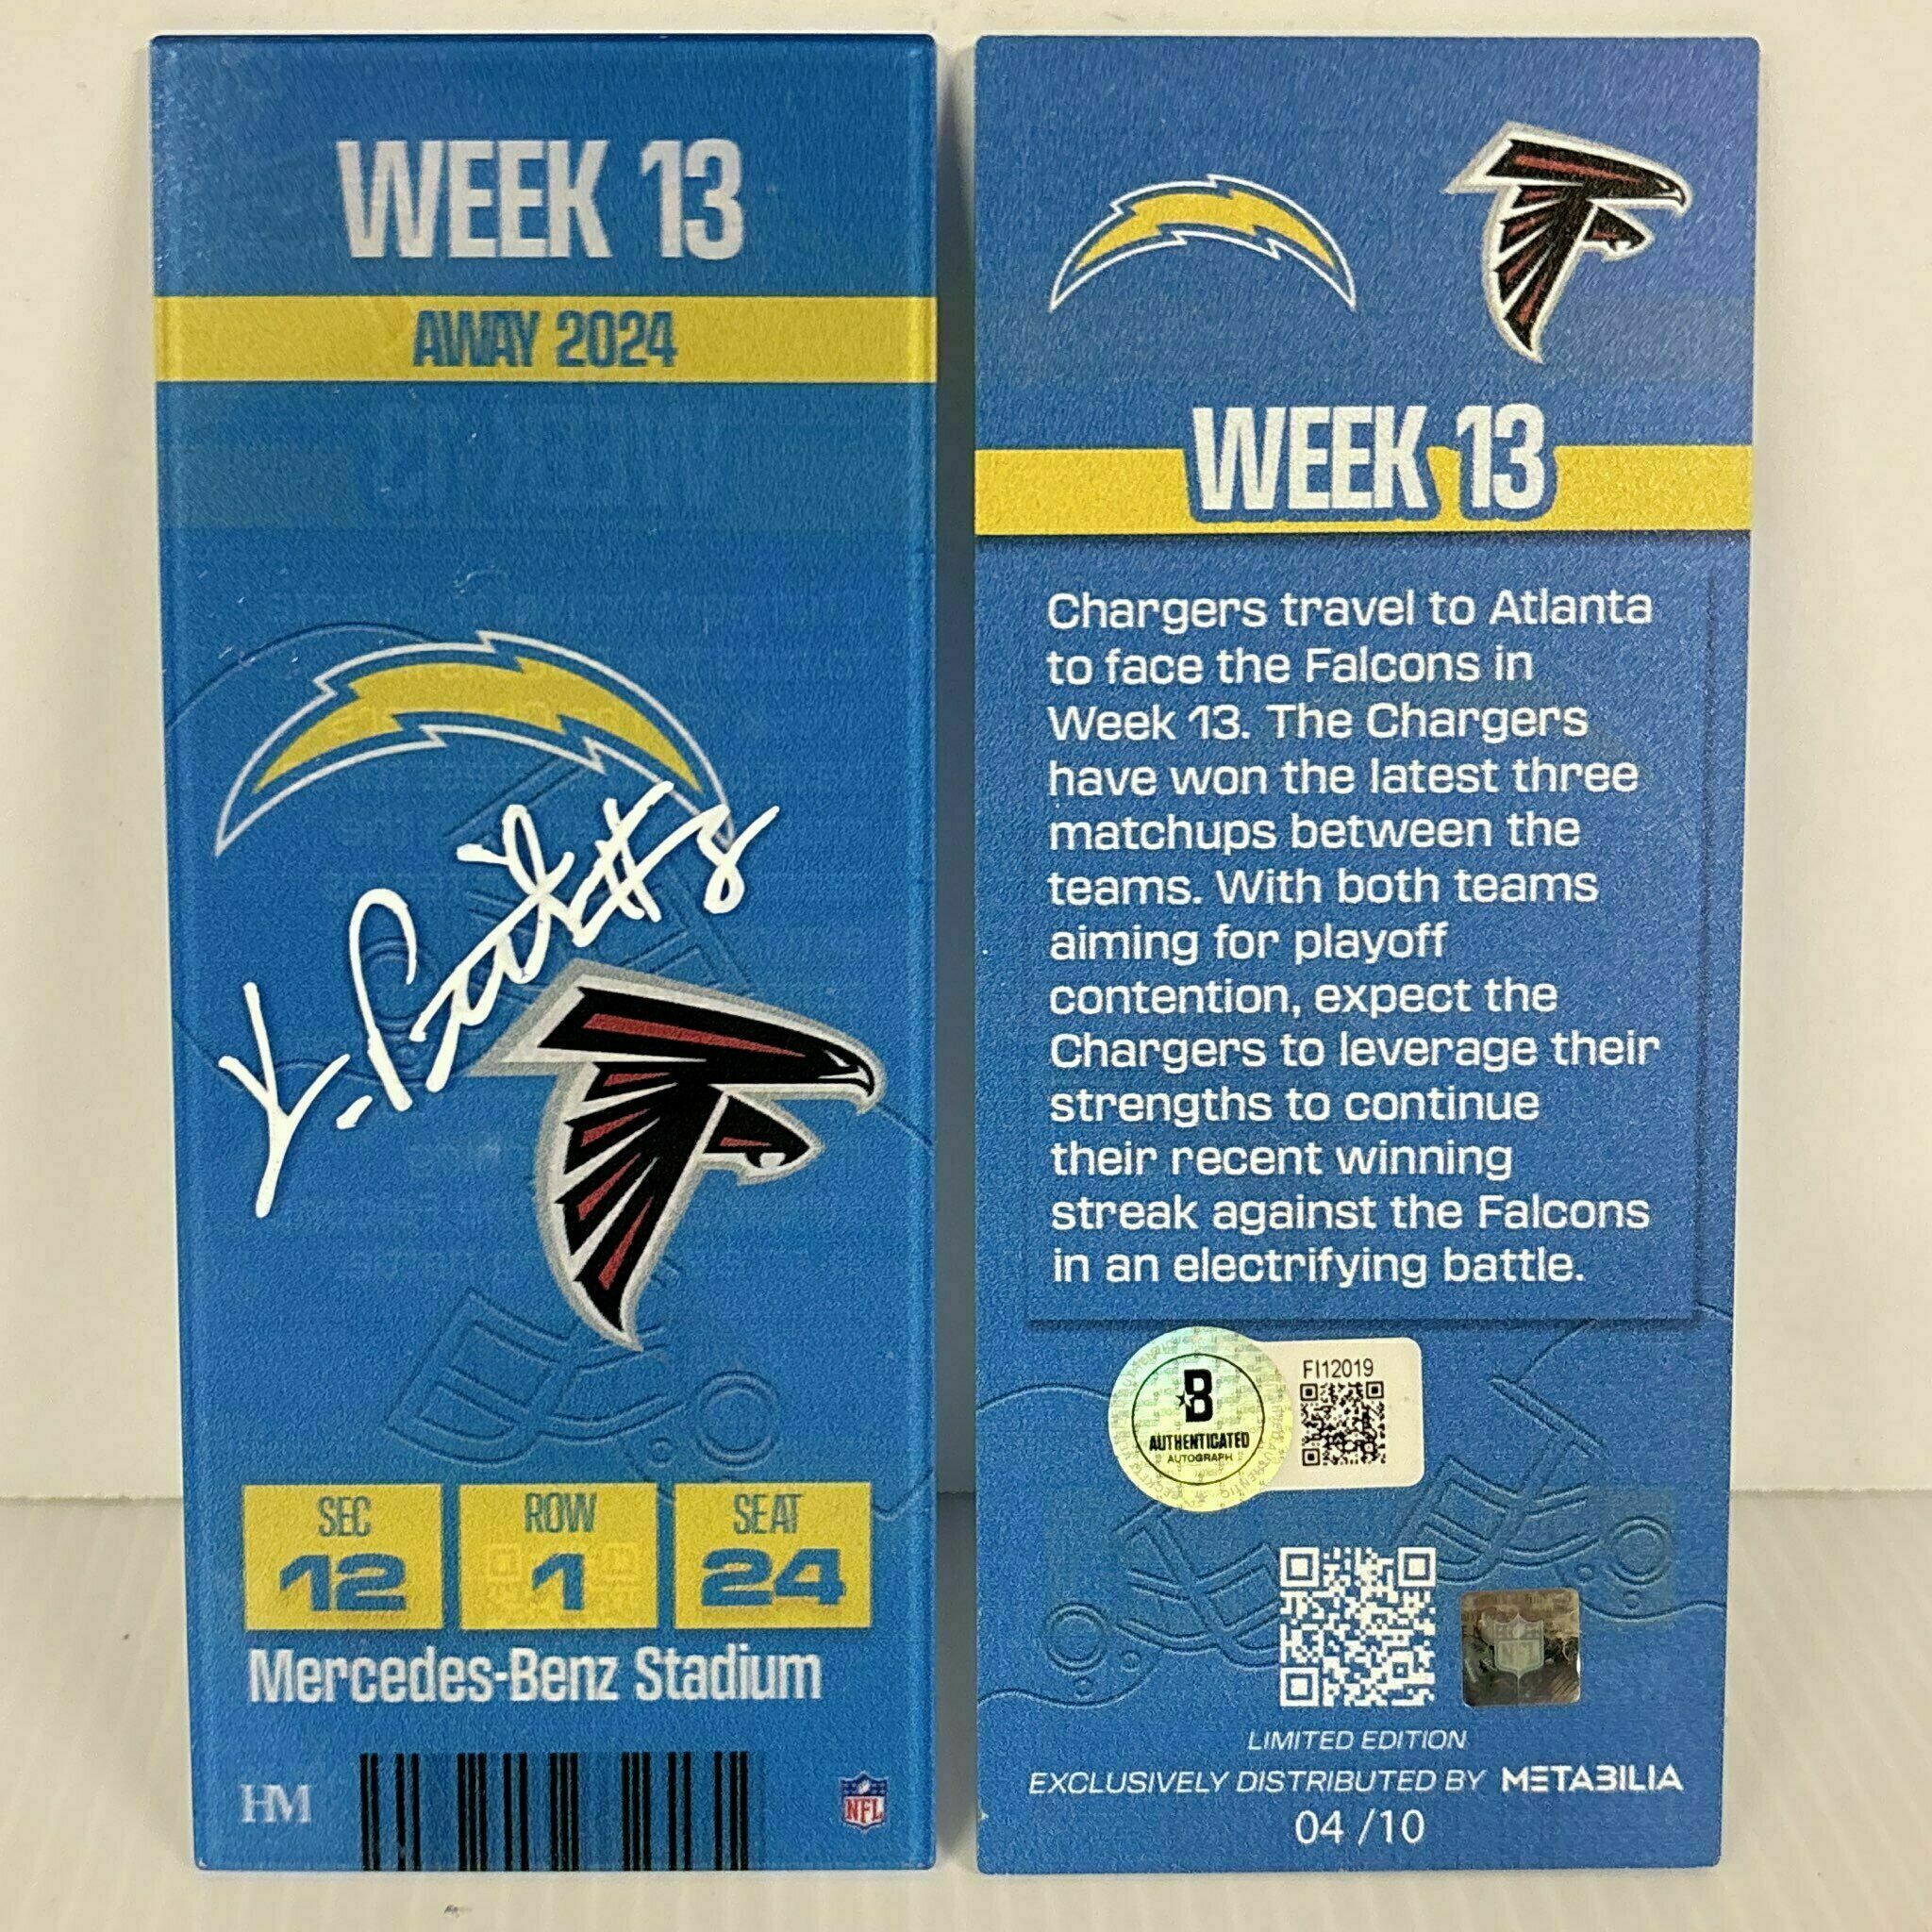 WEEK 13
AWAY 2024
K. #8
SEC
12
ROW
1
SEAT
24
Mercedes-Benz Stadium
HM
NFL
WEEK 13
Chargers travel to Atlanta
to face the Falcons in
Week 13. The Chargers
have won the latest three
matchups between the
teams. With both teams
aiming for playoff
contention, expect the
Chargers to leverage their
strengths to continue
their recent winning
streak against the Falcons
in an electrifying battle.
B
AUTHENTICATED
AUTOGRAPH
FI12019
LIMITED EDITION
EXCLUSIVELY DISTRIBUTED BY METABILIA
04 /10